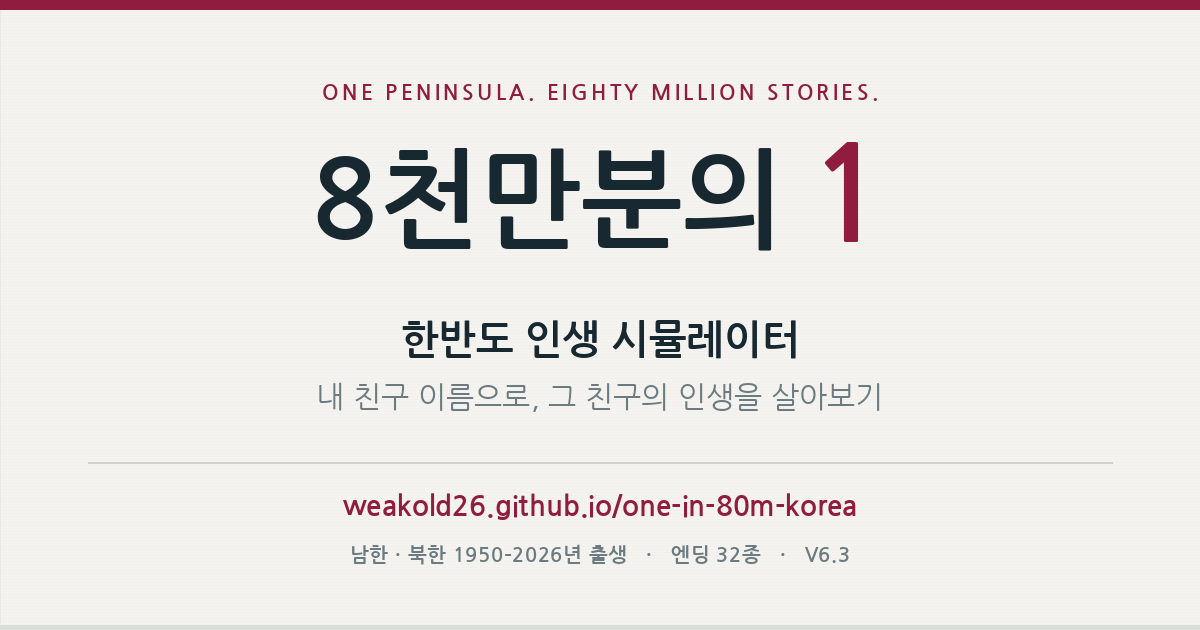 ONE PENINSULA. EIGHTY MILLION STORIES.
8천만분의 1
한반도 인생 시뮬레이터
내 친구 이름으로, 그 친구의 인생을 살아보기
weakold26.github.io/one-in-80m-korea
남한 · 북한 1950-2026년 출생 · 엔딩 32종 · V6.3